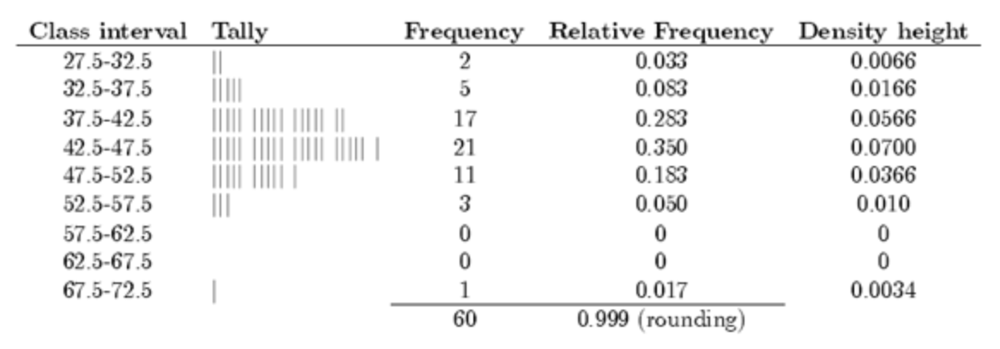 Class interval Tally Frequency Relative Frequency Density height
27.5-32.5 || 2 0.033 0.0066
32.5-37.5 ||||| 5 0.083 0.0166
37.5-42.5 ||||| ||||| ||||| || 17 0.283 0.0566
42.5-47.5 ||||| ||||| ||||| ||||| | 21 0.350 0.0700
47.5-52.5 ||||| ||||| | 11 0.183 0.0366
52.5-57.5 ||| 3 0.050 0.010
57.5-62.5 0 0 0
62.5-67.5 0 0 0
67.5-72.5 | 1 0.017 0.0034
60 0.999 (rounding)